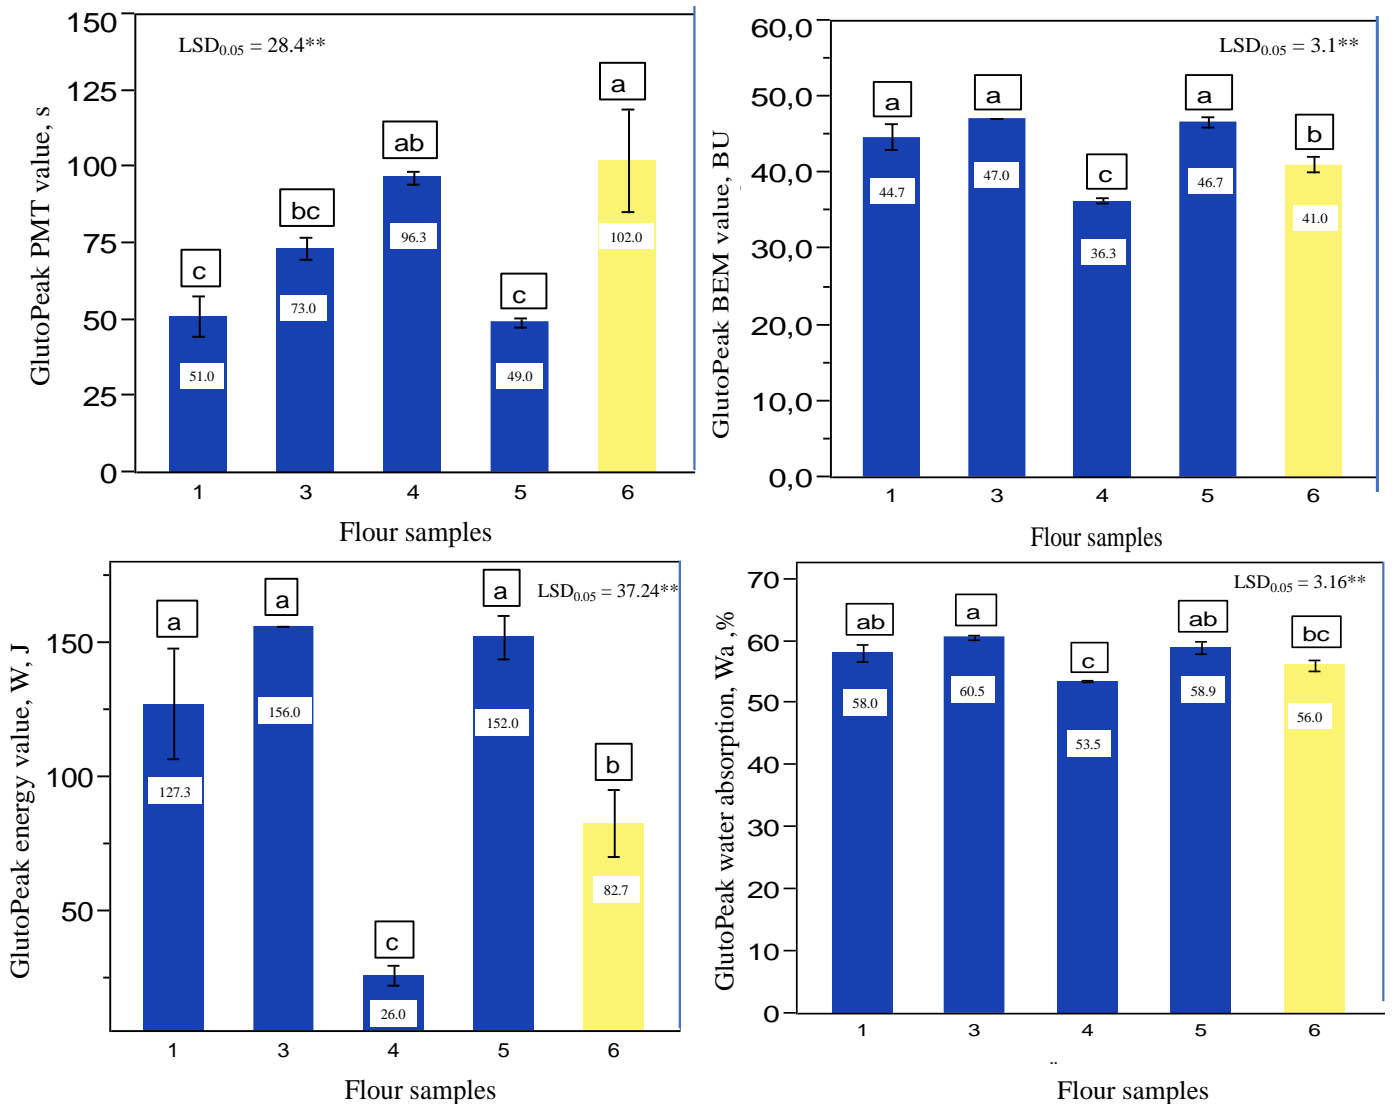 GlutoPeak PMT value, s
LSD0.05 = 28.4**
150
125
100
75
50
25
0
c
bc
ab
c
a
51.0
73.0
96.3
49.0
102.0
1 3 4 5 6
Flour samples
GlutoPeak BEM value, BU
LSD0.05 = 3.1**
60,0
50,0
40,0
30,0
20,0
10,0
0,0
a
a
c
a
b
44.7
47.0
36.3
46.7
41.0
1 3 4 5 6
Flour samples
GlutoPeak energy value, W, J
LSD0.05 = 37.24**
150
100
50
a
a
c
a
b
127.3
156.0
26.0
152.0
82.7
1 3 4 5 6
Flour samples
GlutoPeak water absorption, Wa ,%
LSD0.05 = 3.16**
70
60
50
40
30
20
10
0
ab
a
c
ab
bc
58.0
60.5
53.5
58.9
56.0
1 3 4 5 6
..
Flour samples